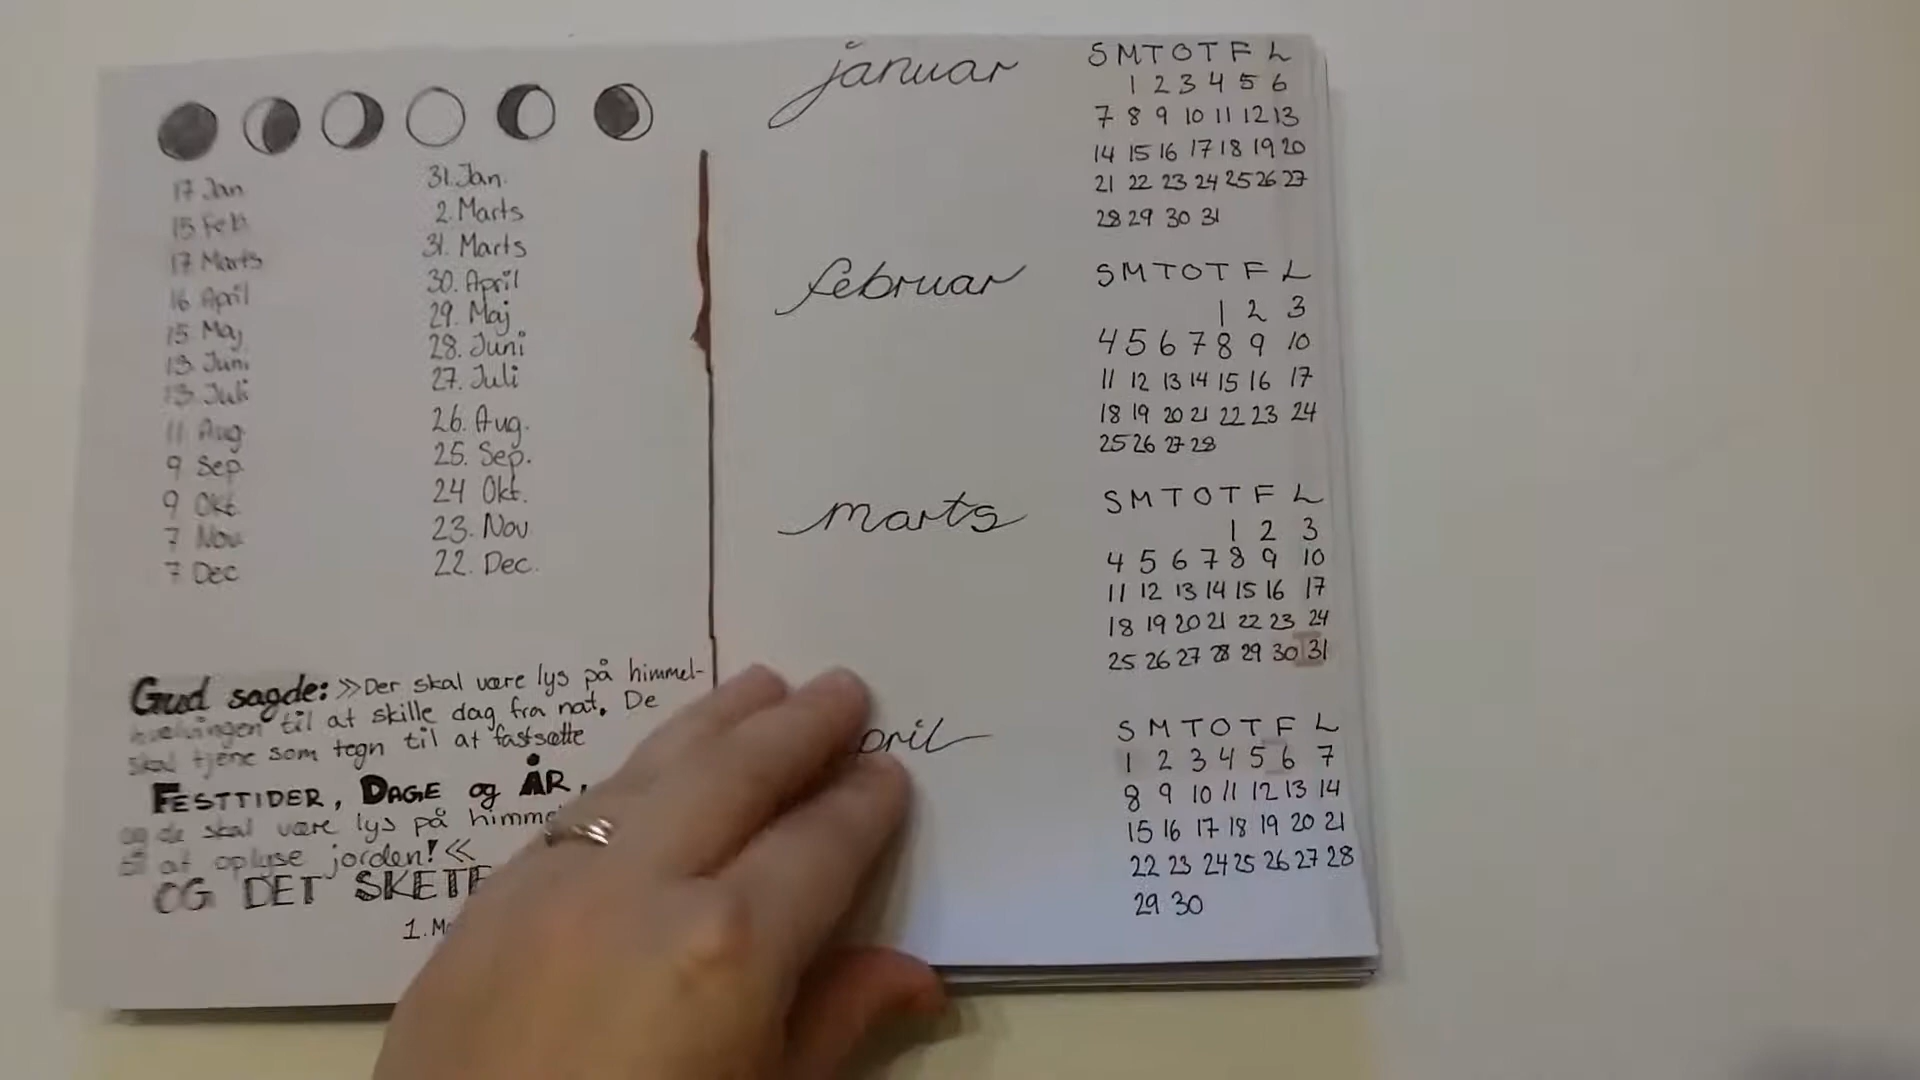 17 Jan
15 Feb
17 Marts
16 April
15 Maj
13 Juni
13 Juli
11 Aug
9 Sep
9 Okt
7 Nov
7 Dec
31. Jan.
2. Marts
31. Marts
30. April
29. Maj
28. Juni
27. Juli
26. Aug.
25. Sep.
24 Okt.
23. Nov
22. Dec.
Gud sagde: »Der skal være lys på himmel-
hvælvingen til at skille dag fra nat. De
skal tjene som tegn til at fastsætte
FESTTIDER, DAGE og ÅR,
og de skal være lys på
til at oplyse jorden!«
OG DET SKETE
1.
januar
S M T O T F L
1 2 3 4 5 6
7 8 9 10 11 12 13
14 15 16 17 18 19 20
21 22 23 24 25 26 27
28 29 30 31
februar
S M T O T F L
1 2 3
4 5 6 7 8 9 10
11 12 13 14 15 16 17
18 19 20 21 22 23 24
25 26 27 28
marts
S M T O T F L
1 2 3
4 5 6 7 8 9 10
11 12 13 14 15 16 17
18 19 20 21 22 23 24
25 26 27 28 29 30 31
pril
S M T O T F L
1 2 3 4 5 6 7
8 9 10 11 12 13 14
15 16 17 18 19 20 21
22 23 24 25 26 27 28
29 30